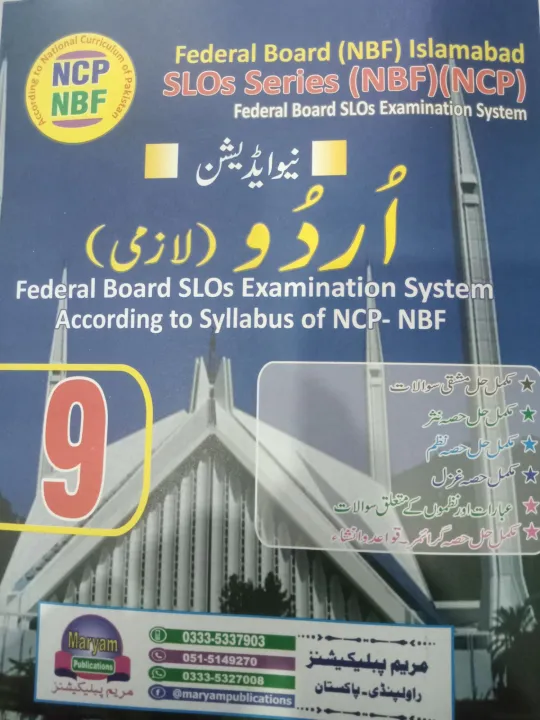 According to National Curriculum of Pakistan
NCP
NBF
Federal Board (NBF) Islamabad
SLOs Series (NBF)(NCP)
Federal Board SLOs Examination System
نیو ایڈیشن
اُردُو (لازمی)
Federal Board SLOs Examination System
According to Syllabus of NCP- NBF
9
مکمل حل مشقی سوالات
مکمل حل حصہ نثر
مکمل حل حصہ نظم
مکمل حصہ غزل
عبارات اور نظموں کے متعلق سوالات
مکمل حل حصہ گرائمر۔ قواعد و انشاء
Maryam
Publications
مریم پبلیکیشنز
0333-5337903
051-5149270
0333-5327008
@maryampublications
مریم پبلیکیشنز
راولپنڈی۔ پاکستان